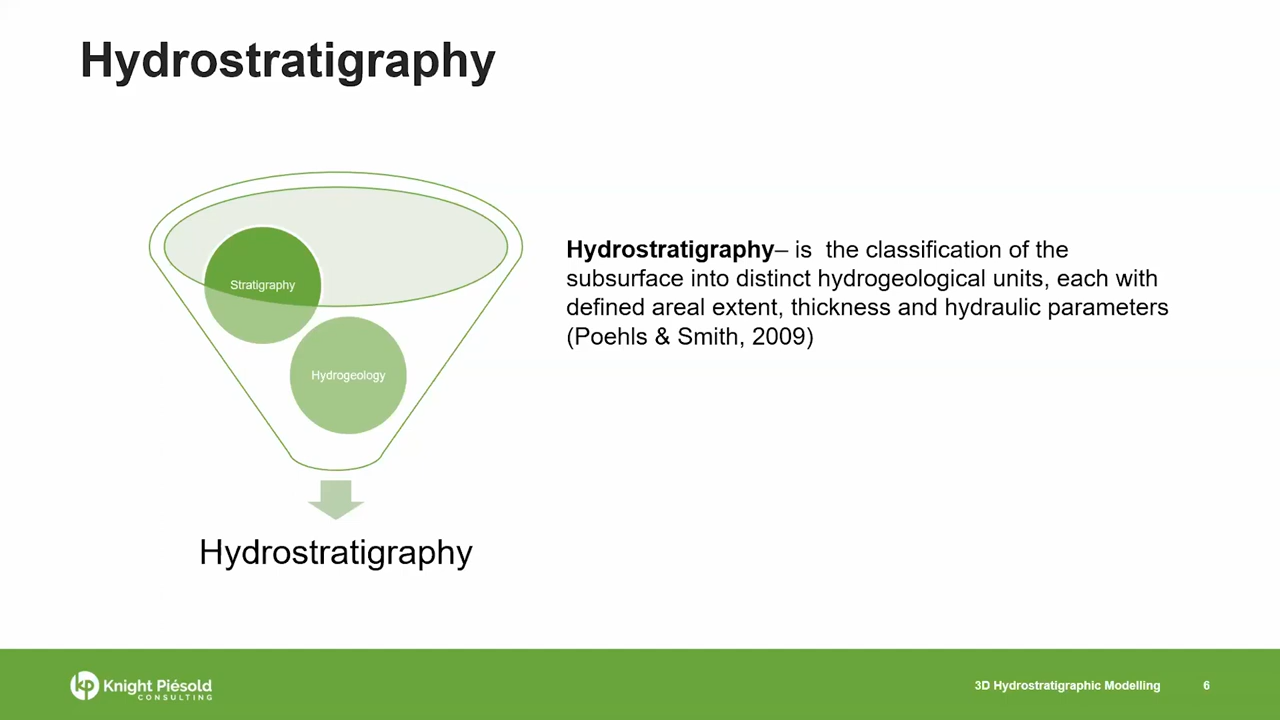 Hydrostratigraphy
Stratigraphy
Hydrogeology
Hydrostratigraphy
Hydrostratigraphy– is  the classification of the
subsurface into distinct hydrogeological units, each with
defined areal extent, thickness and hydraulic parameters
(Poehls & Smith, 2009)
kp Knight Piésold
CONSULTING
3D Hydrostratigraphic Modelling 6